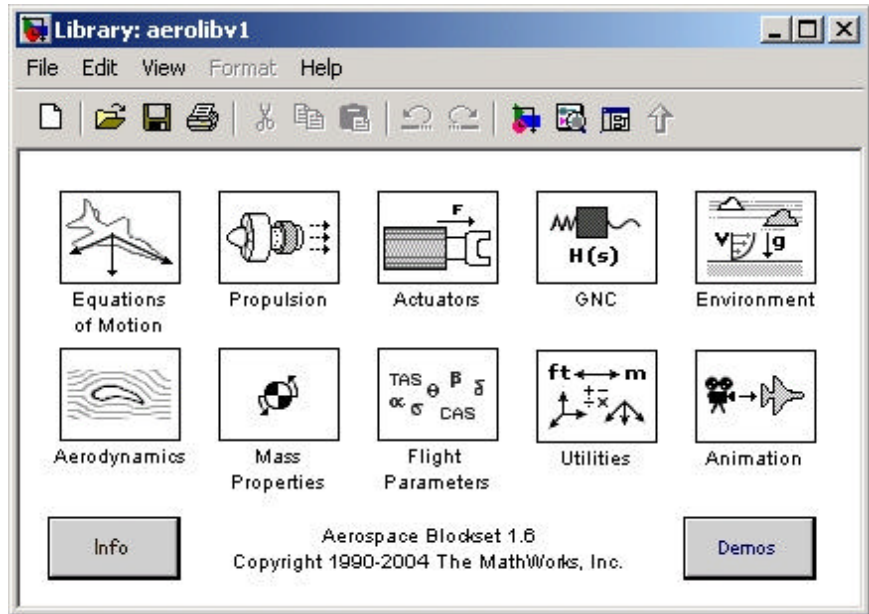 Library: aerolibv1
File Edit View Format Help
F
H(s)
V g
Equations
of Motion
Propulsion
Actuators
GNC
Environment
TAS θ β δ
α σ CAS
ft m
+ −
÷ ×
Aerodynamics
Mass
Properties
Flight
Parameters
Utilities
Animation
Info
Aerospace Blockset 1.6
Copyright 1990-2004 The MathWorks, Inc.
Demos